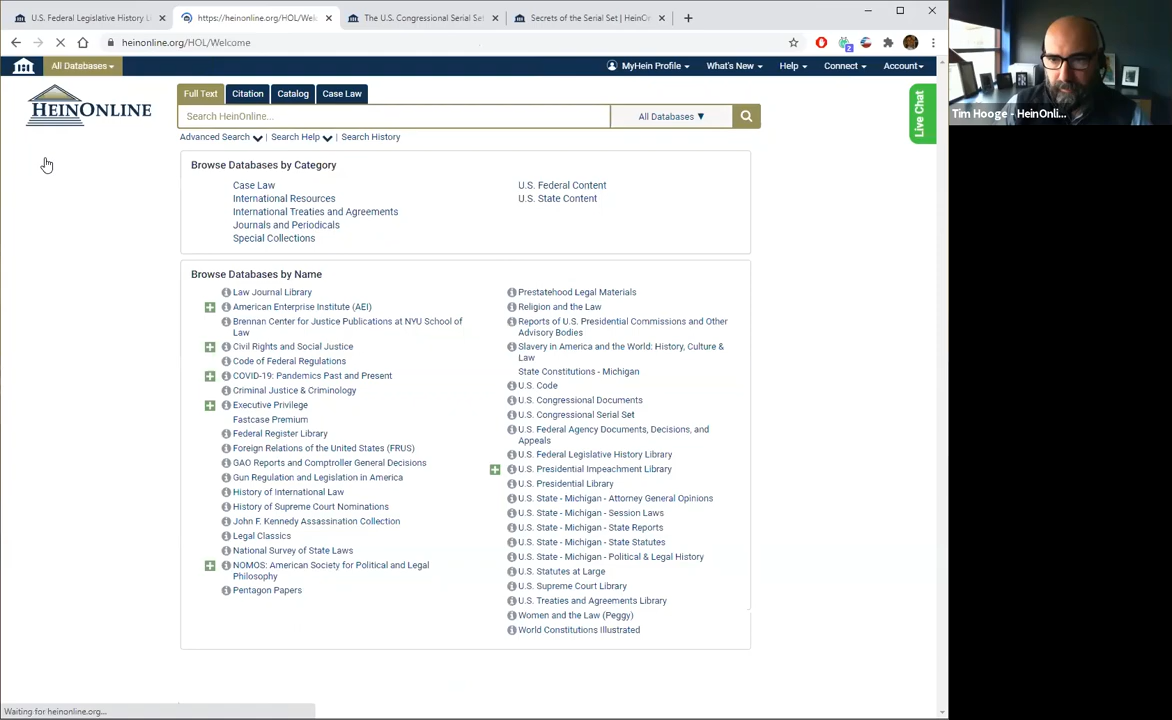 U.S. Federal Legislative History L
https://heinonline.org/HOL/Welc
The U.S. Congressional Serial Set
Secrets of the Serial Set | HeinO
heinonline.org/HOL/Welcome
2
All Databases
MyHein Profile
What's New
Help
Connect
Account
HEINONLINE
Full Text
Citation
Catalog
Case Law
Search HeinOnline...
All Databases ▼
Advanced Search
Search Help
Search History
Live Chat
Tim Hooge - HeinOnli...
Browse Databases by Category
Case Law
International Resources
International Treaties and Agreements
Journals and Periodicals
Special Collections
U.S. Federal Content
U.S. State Content
Browse Databases by Name
Law Journal Library
American Enterprise Institute (AEI)
Brennan Center for Justice Publications at NYU School of
Law
Civil Rights and Social Justice
Code of Federal Regulations
COVID-19: Pandemics Past and Present
Criminal Justice & Criminology
Executive Privilege
Fastcase Premium
Federal Register Library
Foreign Relations of the United States (FRUS)
GAO Reports and Comptroller General Decisions
Gun Regulation and Legislation in America
History of International Law
History of Supreme Court Nominations
John F. Kennedy Assassination Collection
Legal Classics
National Survey of State Laws
NOMOS: American Society for Political and Legal
Philosophy
Pentagon Papers
Prestatehood Legal Materials
Religion and the Law
Reports of U.S. Presidential Commissions and Other
Advisory Bodies
Slavery in America and the World: History, Culture &
Law
State Constitutions - Michigan
U.S. Code
U.S. Congressional Documents
U.S. Congressional Serial Set
U.S. Federal Agency Documents, Decisions, and
Appeals
U.S. Federal Legislative History Library
U.S. Presidential Impeachment Library
U.S. Presidential Library
U.S. State - Michigan - Attorney General Opinions
U.S. State - Michigan - Session Laws
U.S. State - Michigan - State Reports
U.S. State - Michigan - State Statutes
U.S. State - Michigan - Political & Legal History
U.S. Statutes at Large
U.S. Supreme Court Library
U.S. Treaties and Agreements Library
Women and the Law (Peggy)
World Constitutions Illustrated
Waiting for heinonline.org...